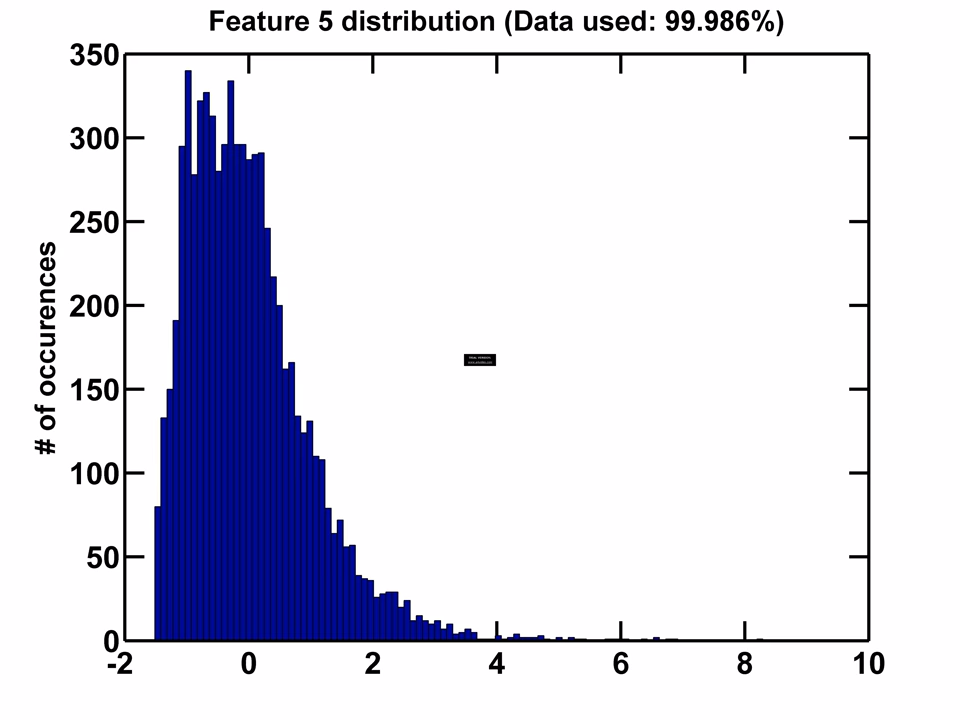 Feature 5 distribution (Data used: 99.986%)
350
300
250
200
150
100
50
0
# of occurences
-2 0 2 4 6 8 10